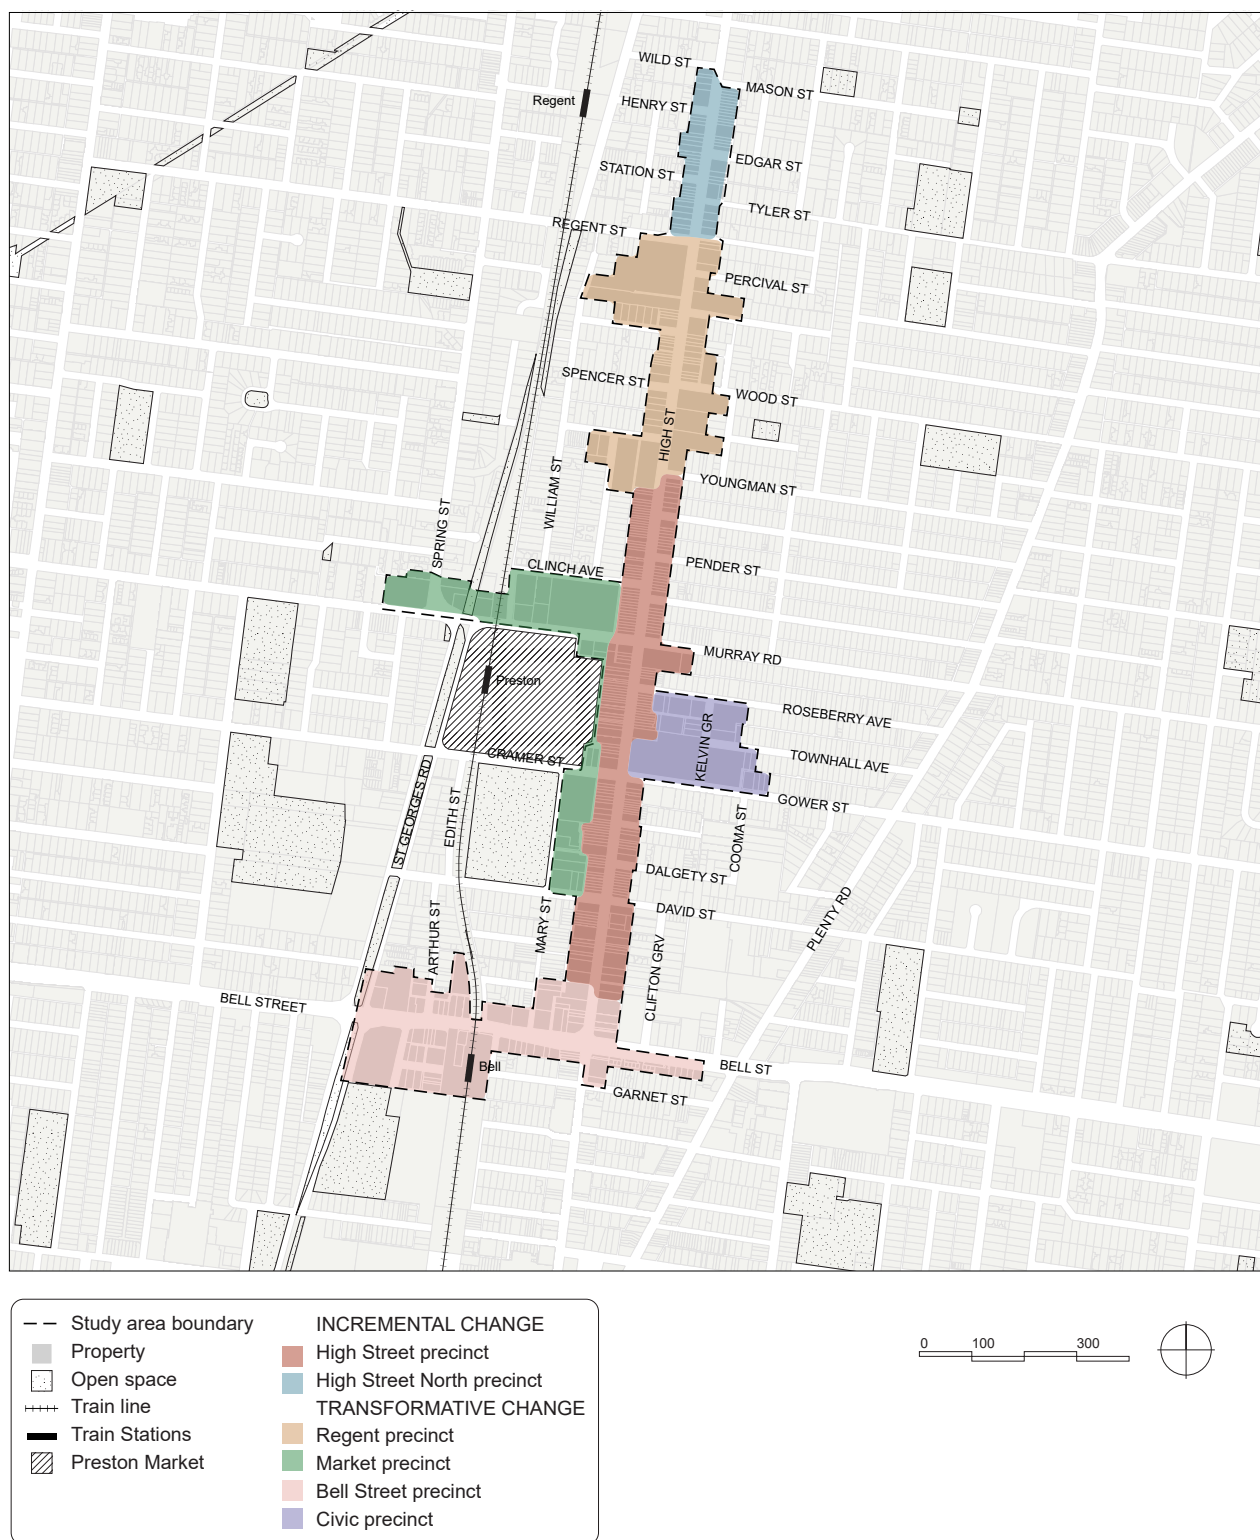 WILD ST
MASON ST
Regent
HENRY ST
EDGAR ST
STATION ST
TYLER ST
REGENT ST
PERCIVAL ST
SPENCER ST
WOOD ST
HIGH ST
WILLIAM ST
YOUNGMAN ST
SPRING ST
CLINCH AVE
PENDER ST
MURRAY RD
Preston
ROSEBERRY AVE
KELVIN GR
TOWNHALL AVE
CRAMER ST
GOWER ST
ST GEORGES RD
EDITH ST
COOMA ST
DALGETY ST
DAVID ST
PLENTY RD
ARTHUR ST
MARY ST
CLIFTON GRV
BELL STREET
Bell
BELL ST
GARNET ST
Study area boundary
Property
Open space
Train line
Train Stations
Preston Market
INCREMENTAL CHANGE
High Street precinct
High Street North precinct
TRANSFORMATIVE CHANGE
Regent precinct
Market precinct
Bell Street precinct
Civic precinct
0 100 300